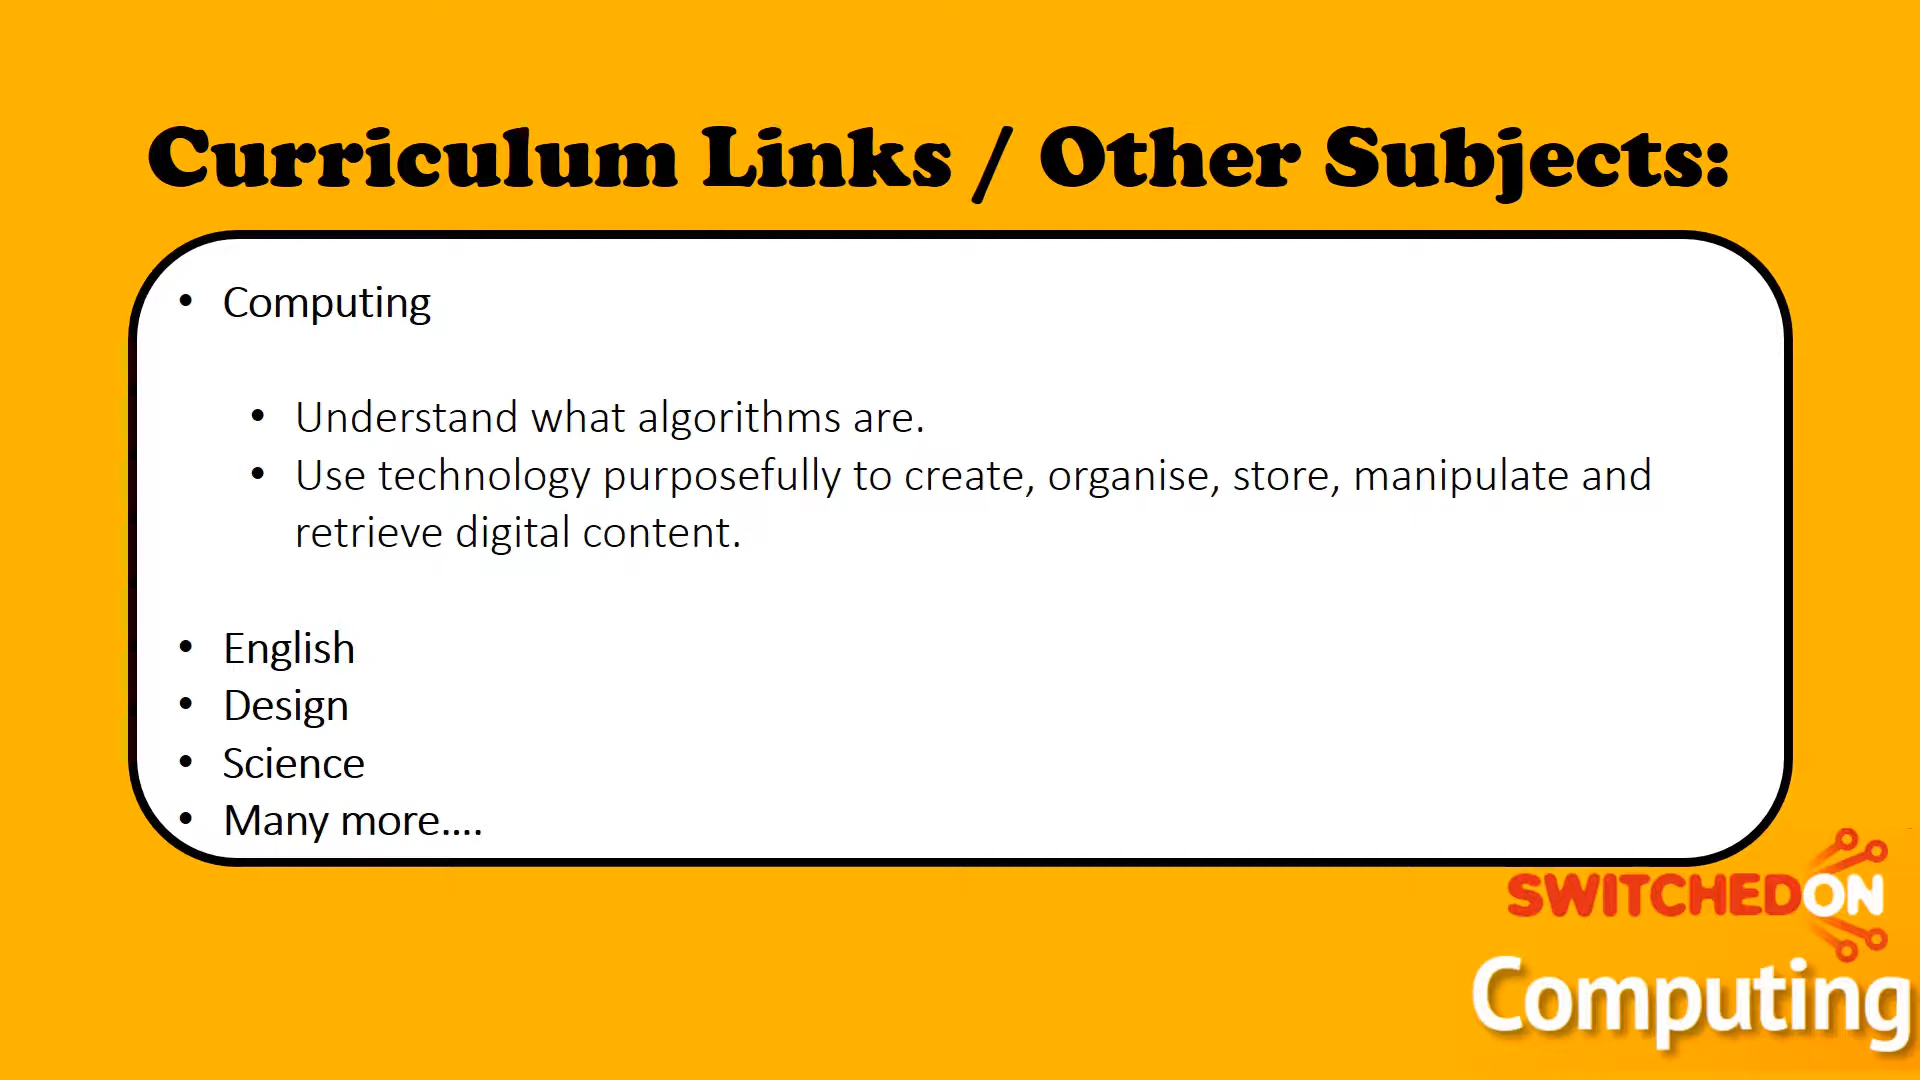 Curriculum Links / Other Subjects:
• Computing
• Understand what algorithms are.
• Use technology purposefully to create, organise, store, manipulate and
retrieve digital content.
• English
• Design
• Science
• Many more....
SWITCHEDON
Computing